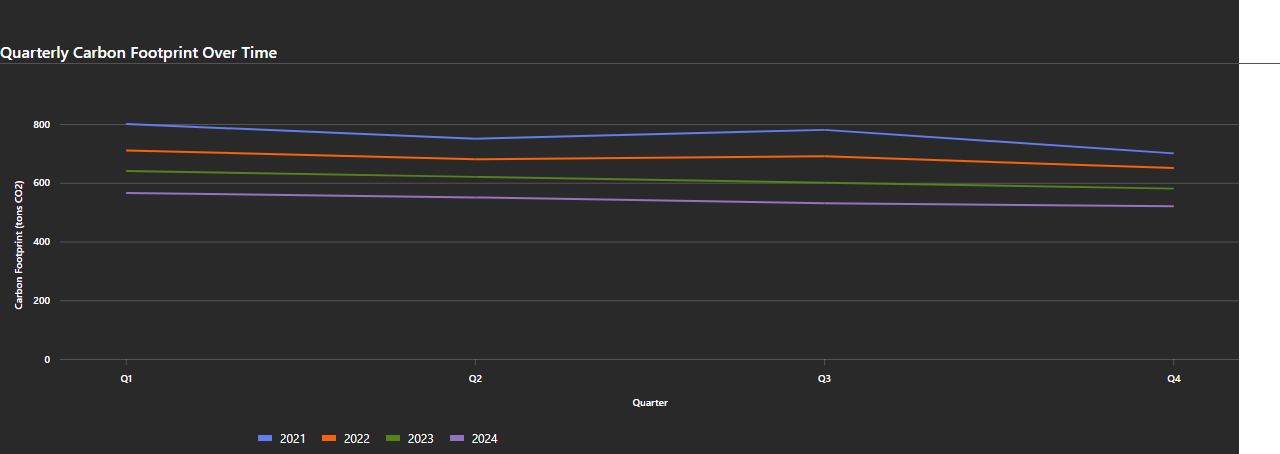 Quarterly Carbon Footprint Over Time
Carbon Footprint (tons CO2)
800
600
400
200
0
Q1 Q2 Q3 Q4
Quarter
2021 2022 2023 2024